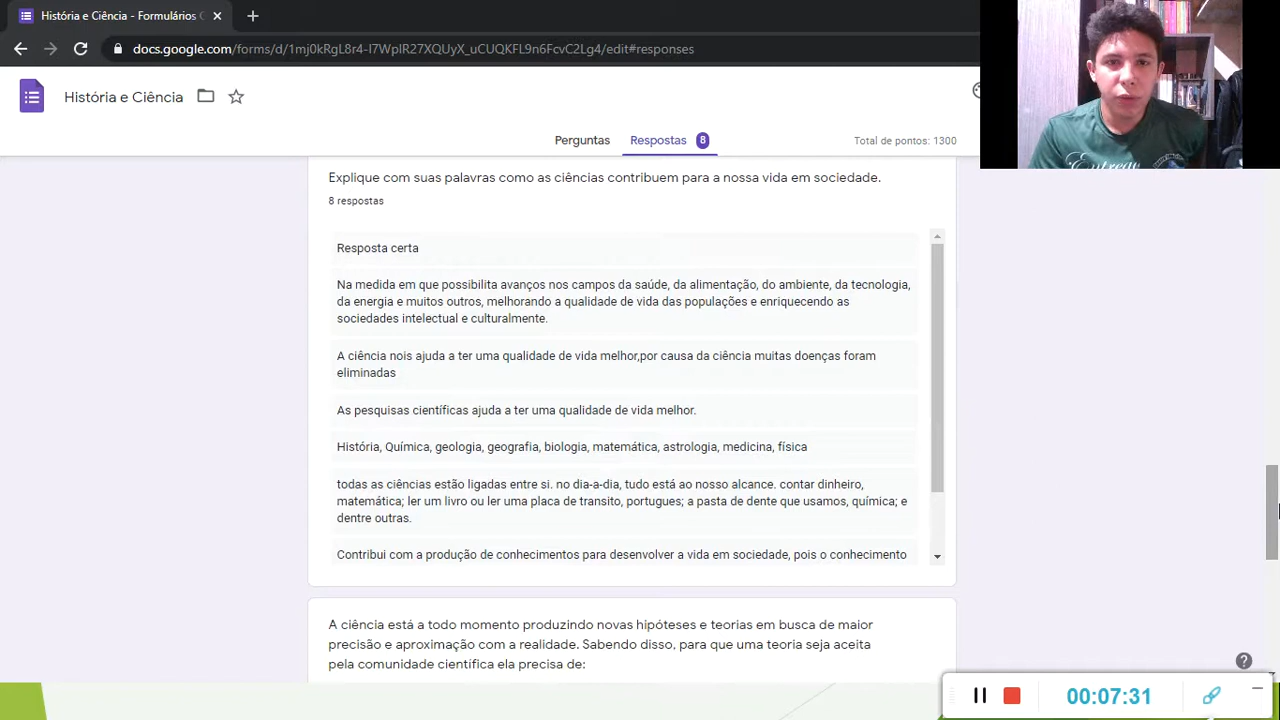 História e Ciência - Formulários
docs.google.com/forms/d/1mj0kRgL8r4-I7WpIR27XQUyX_uCUQKFL9n6FcvC2Lg4/edit#responses
História e Ciência
Perguntas
Respostas
8
Total de pontos: 1300
Explique com suas palavras como as ciências contribuem para a nossa vida em sociedade.
8 respostas
Resposta certa
Na medida em que possibilita avanços nos campos da saúde, da alimentação, do ambiente, da tecnologia,
da energia e muitos outros, melhorando a qualidade de vida das populações e enriquecendo as
sociedades intelectual e culturalmente.
A ciência nois ajuda a ter uma qualidade de vida melhor,por causa da ciência muitas doenças foram
eliminadas
As pesquisas científicas ajuda a ter uma qualidade de vida melhor.
História, Química, geologia, geografia, biologia, matemática, astrologia, medicina, física
todas as ciências estão ligadas entre si. no dia-a-dia, tudo está ao nosso alcance. contar dinheiro,
matemática; ler um livro ou ler uma placa de transito, portugues; a pasta de dente que usamos, química; e
dentre outras.
Contribui com a produção de conhecimentos para desenvolver a vida em sociedade, pois o conhecimento
A ciência está a todo momento produzindo novas hipóteses e teorias em busca de maior
precisão e aproximação com a realidade. Sabendo disso, para que uma teoria seja aceita
pela comunidade cientifica ela precisa de:
00:07:31